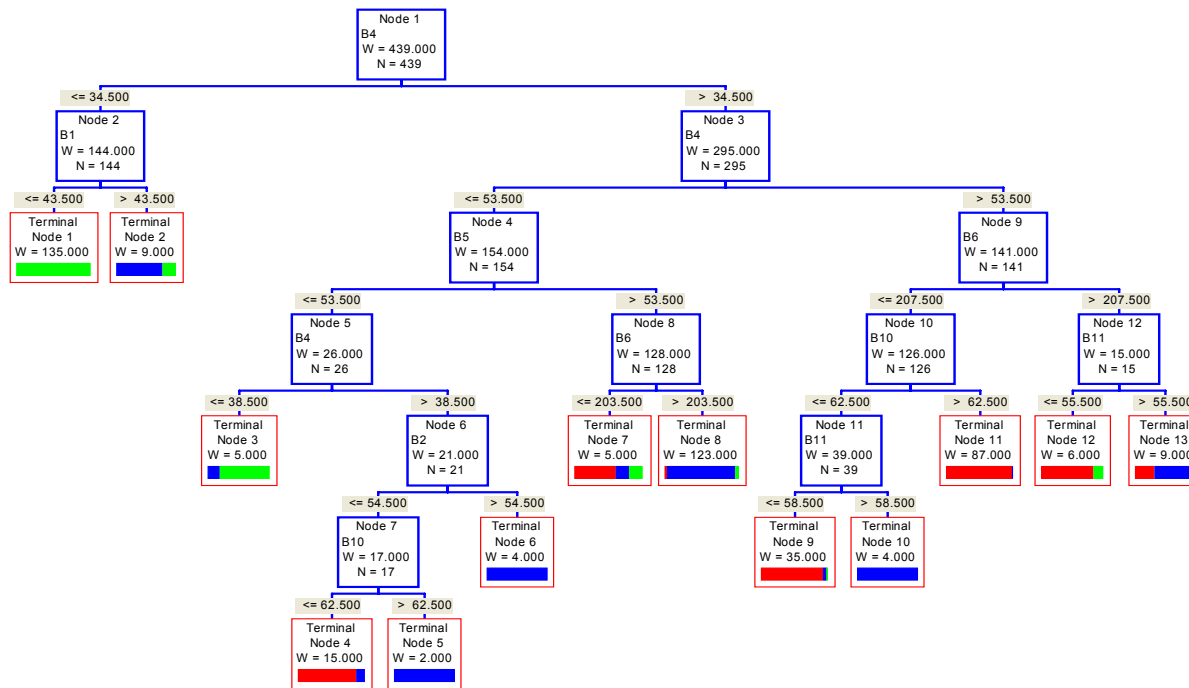 Node 1
B4
W = 439.000
N = 439
<= 34.500
> 34.500
Node 2
B1
W = 144.000
N = 144
Node 3
B4
W = 295.000
N = 295
<= 43.500
> 43.500
<= 53.500
> 53.500
Terminal
Node 1
W = 135.000
Terminal
Node 2
W = 9.000
Node 4
B5
W = 154.000
N = 154
Node 9
B6
W = 141.000
N = 141
<= 53.500
> 53.500
<= 207.500
> 207.500
Node 5
B4
W = 26.000
N = 26
Node 8
B6
W = 128.000
N = 128
Node 10
B10
W = 126.000
N = 126
Node 12
B11
W = 15.000
N = 15
<= 38.500
> 38.500
<= 203.500
> 203.500
<= 62.500
> 62.500
<= 55.500
> 55.500
Terminal
Node 3
W = 5.000
Node 6
B2
W = 21.000
N = 21
Terminal
Node 7
W = 5.000
Terminal
Node 8
W = 123.000
Node 11
B11
W = 39.000
N = 39
Terminal
Node 11
W = 87.000
Terminal
Node 12
W = 6.000
Terminal
Node 13
W = 9.000
<= 54.500
> 54.500
<= 58.500
> 58.500
Node 7
B10
W = 17.000
N = 17
Terminal
Node 6
W = 4.000
Terminal
Node 9
W = 35.000
Terminal
Node 10
W = 4.000
<= 62.500
> 62.500
Terminal
Node 4
W = 15.000
Terminal
Node 5
W = 2.000